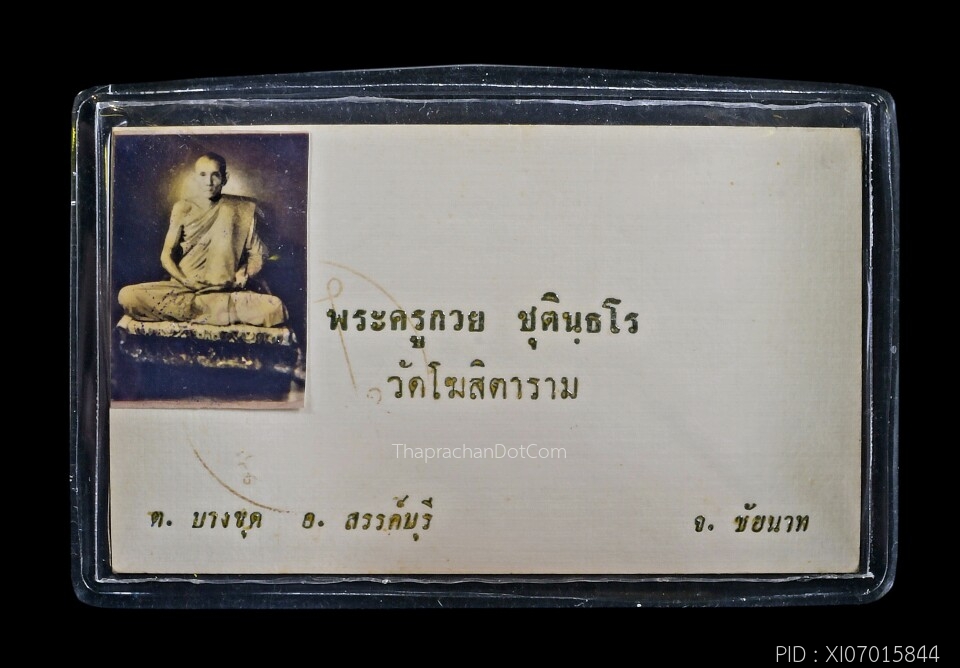 พระครูกวย ชุตินฺธโร
วัดโฆสิตาราม
ThaprachanDotCom
ต. บางขุด อ. สรรค์บุรี จ. ชัยนาท
PID : XI07015844